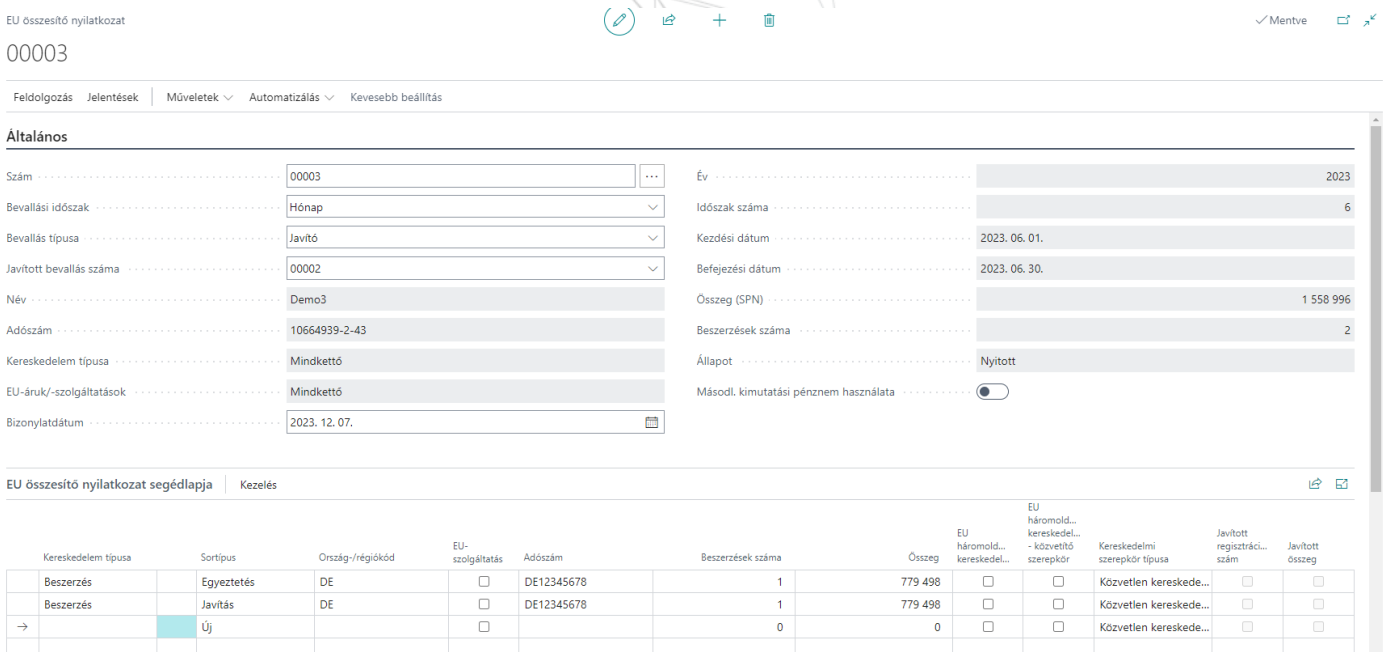 EU összesítő nyilatkozat
Mentve
00003
Feldolgozás Jelentések Műveletek Automatizálás Kevesebb beállítás
Általános
Szám 00003 ...
Bevallási időszak Hónap
Bevallás típusa Javító
Javított bevallás száma 00002
Név Demo3
Adószám 10664939-2-43
Kereskedelem típusa Mindkettő
EU-áruk/-szolgáltatások Mindkettő
Bizonylatdátum 2023. 12. 07.
Év 2023
Időszak száma 6
Kezdési dátum 2023. 06. 01.
Befejezési dátum 2023. 06. 30.
Összeg (SPN) 1 558 996
Beszerzések száma 2
Állapot Nyitott
Másodl. kimutatási pénznem használata
EU összesítő nyilatkozat segédlapja Kezelés
Kereskedelem típusa
Sortípus
Ország-/régiókód
EU-
szolgáltatás
Adószám
Beszerzések száma
Összeg
EU
háromold...
kereskedel...
EU
háromold...
kereskedel...
- közvetítő
szerepkör
Kereskedelmi
szerepkör típusa
Javított
regisztráci...
szám
Javított
összeg
Beszerzés Egyeztetés DE DE12345678 1 779 498 Közvetlen kereskede...
Beszerzés Javítás DE DE12345678 1 779 498 Közvetlen kereskede...
→ Új 0 0 Közvetlen kereskede...